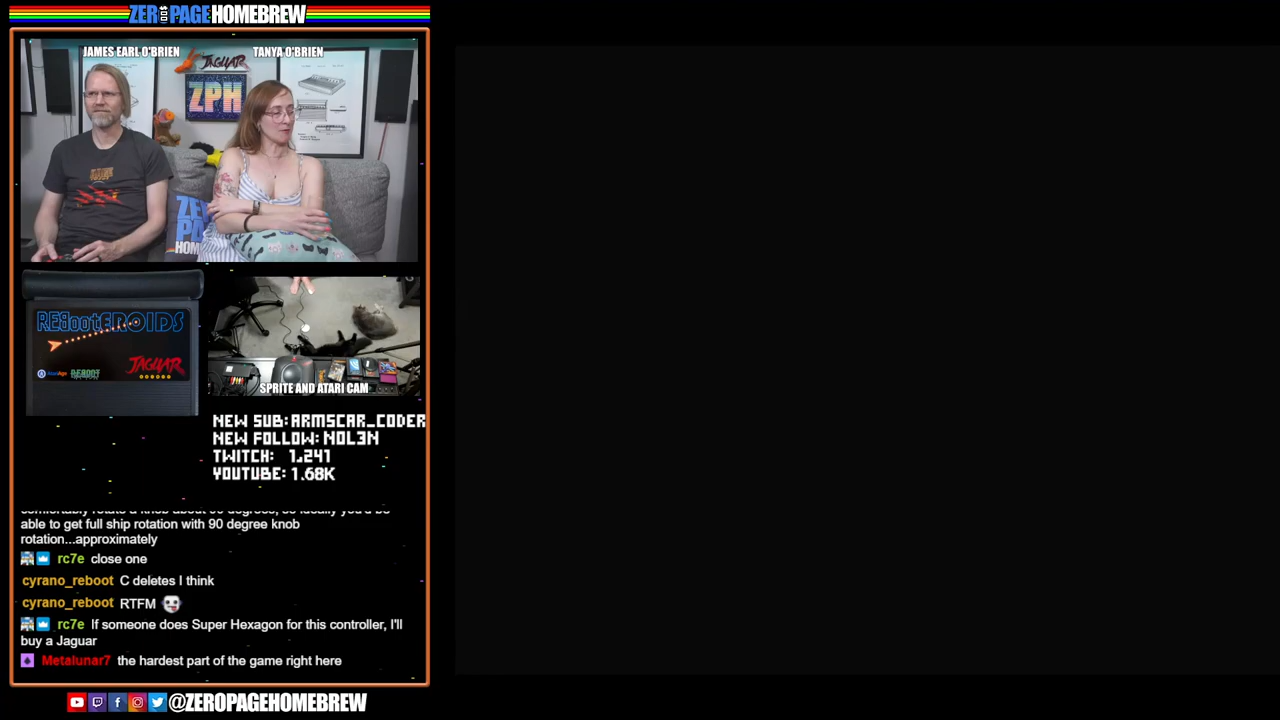 ZEROPAGE HOMEBREW
JAMES EARL O'BRIEN
TANYA O'BRIEN
JAGUAR
ZPH
REBooteROIDS
JAGUAR
AtariAge
REBOOT
SPRITE AND ATARI CAM
NEW SUB: ARMSCAR_CODER
NEW FOLLOW: NOL3N
TWITCH: 1,241
YOUTUBE: 1.68K
able to get full ship rotation with 90 degree knob
rotation...approximately
rc7e close one
cyrano_reboot C deletes I think
cyrano_reboot RTFM
rc7e If someone does Super Hexagon for this controller, I'll
buy a Jaguar
Metalunar7 the hardest part of the game right here
@ZEROPAGEHOMEBREW